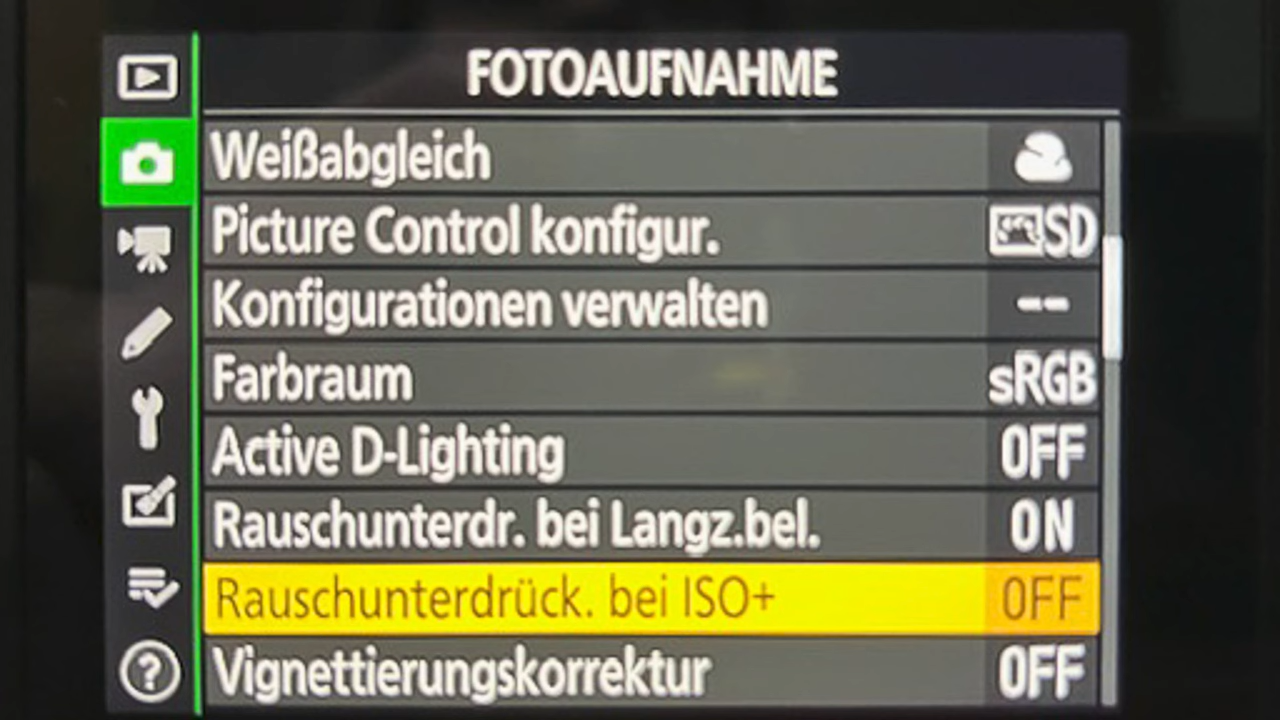 FOTOAUFNAHME
Weißabgleich
Picture Control konfigur. SD
Konfigurationen verwalten --
Farbraum sRGB
Active D-Lighting OFF
Rauschunterdr. bei Langz.bel. ON
Rauschunterdrück. bei ISO+ OFF
Vignettierungskorrektur OFF
?